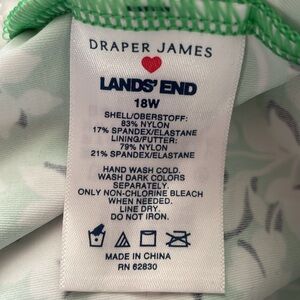 DRAPER JAMES
LANDS' END
18W
SHELL/OBERSTOFF:
83% NYLON
17% SPANDEX/ELASTANE
LINING/FUTTER:
79% NYLON
21% SPANDEX/ELASTANE
HAND WASH COLD.
WASH DARK COLORS
SEPARATELY.
ONLY NON-CHLORINE BLEACH
WHEN NEEDED.
LINE DRY.
DO NOT IRON.
MADE IN CHINA
RN 62830